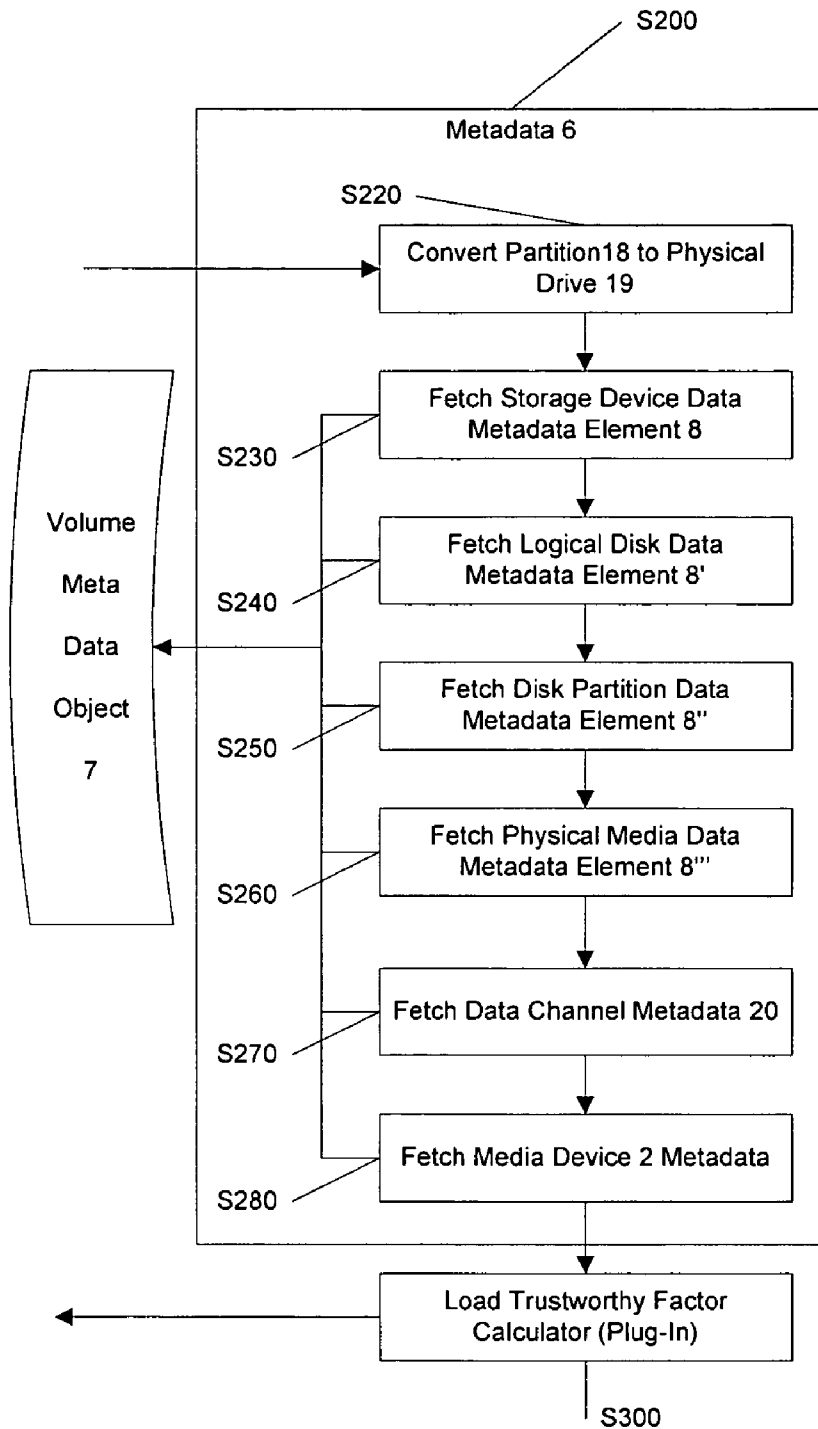 S200
Metadata 6
S220
Convert Partition18 to Physical
Drive 19
Fetch Storage Device Data
Metadata Element 8
S230
Volume
Meta
Data
Object
7
Fetch Logical Disk Data
Metadata Element 8'
S240
Fetch Disk Partition Data
Metadata Element 8"
S250
Fetch Physical Media Data
Metadata Element 8"'
S260
Fetch Data Channel Metadata 20
S270
Fetch Media Device 2 Metadata
S280
Load Trustworthy Factor
Calculator (Plug-In)
S300